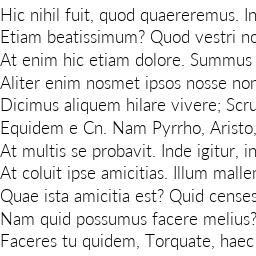 Hic nihil fuit, quod quaereremus. In
Etiam beatissimum? Quod vestri no
At enim hic etiam dolore. Summus
Aliter enim nosmet ipsos nosse non
Dicimus aliquem hilare vivere; Scru
Equidem e Cn. Nam Pyrrho, Aristo,
At multis se probavit. Inde igitur, in
At coluit ipse amicitias. Illum maller
Quae ista amicitia est? Quid censes
Nam quid possumus facere melius?
Faceres tu quidem, Torquate, haec